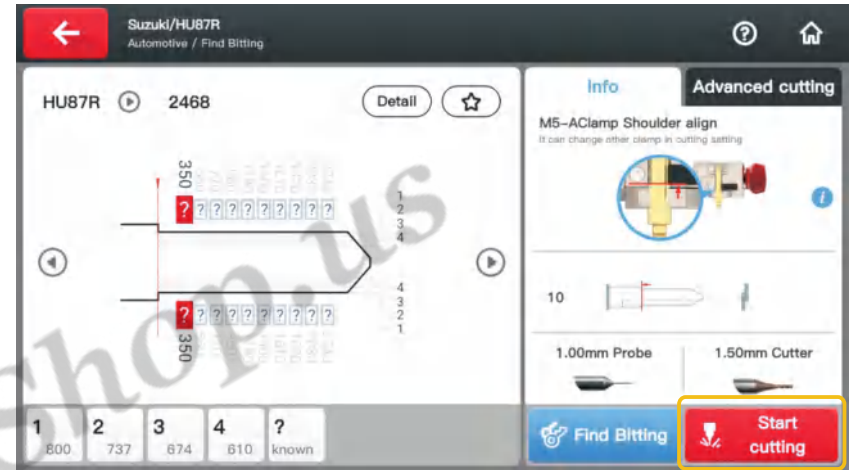 Suzuki/HU87R
Automotive / Find Bitting
HU87R 2468 Detail
350
? ? ? ? ? ? ? ? ?
1
2
3
4
4
3
2
1
? ? ? ? ? ? ? ? ?
350
1 2 3 4 ?
800 737 674 610 known
Info Advanced cutting
M5-AClamp Shoulder align
It can change other clamp in cutting setting
10
1.00mm Probe 1.50mm Cutter
Find Bitting
Start
cutting
Shop.us